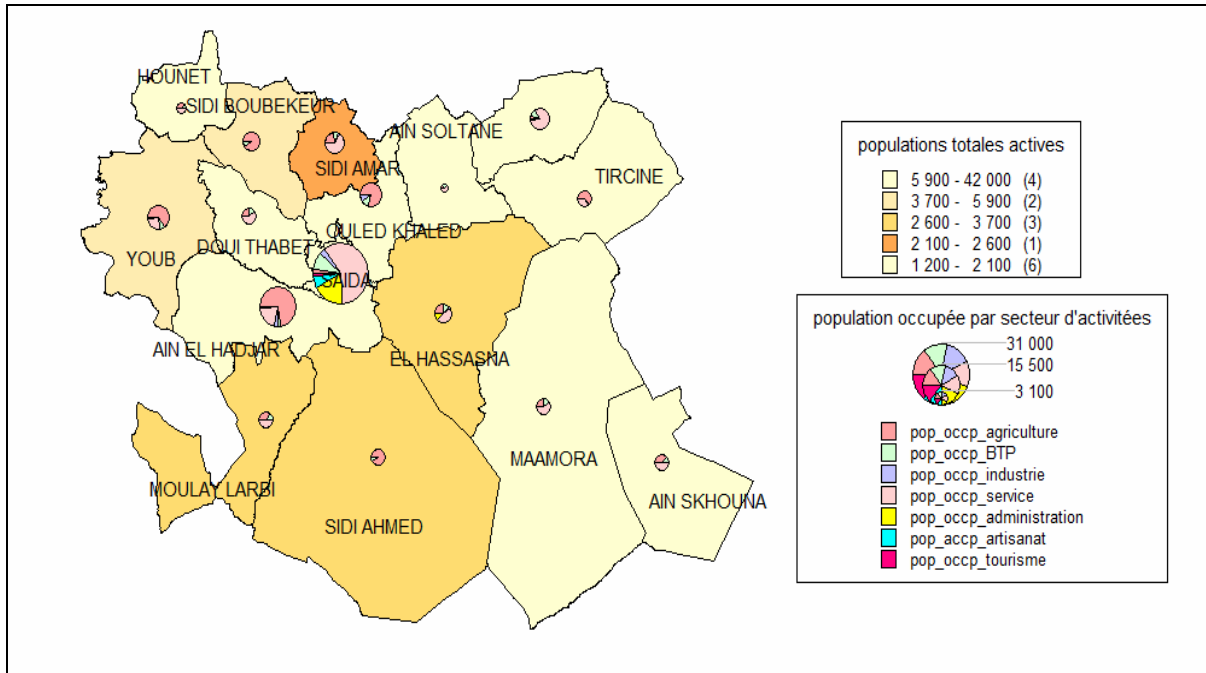 HOUNET
SIDI BOUBEKEUR
AIN SOLTANE
SIDI AMAR
TIRCINE
OULED KHALED
DOUI THABET
YOUB
SAIDA
AIN EL HADJAR
EL HASSASNA
MAAMORA
MOULAY LARBI
AIN SKHOUNA
SIDI AHMED
populations totales actives
5 900 - 42 000 (4)
3 700 - 5 900 (2)
2 600 - 3 700 (3)
2 100 - 2 600 (1)
1 200 - 2 100 (6)
population occupée par secteur d'activitées
31 000
15 500
3 100
pop_occp_agriculture
pop_occp_BTP
pop_occp_industrie
pop_occp_service
pop_occp_administration
pop_accp_artisanat
pop_occp_tourisme